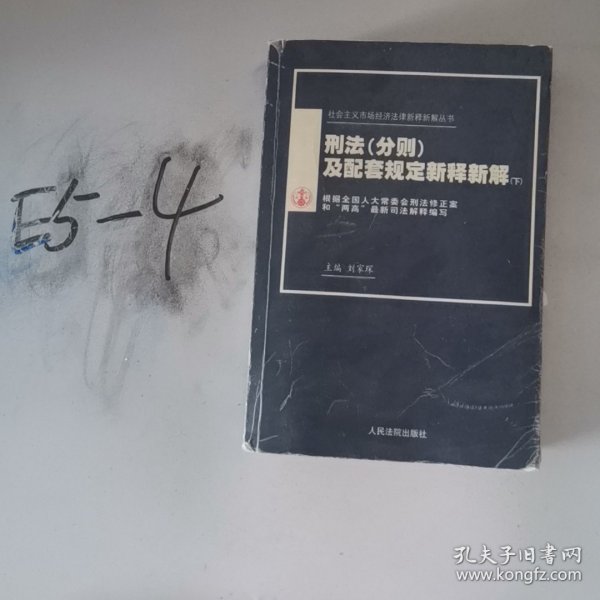 E5-4
社会主义市场经济法律新释新解丛书
刑法(分则)
及配套规定新释新解(下)
根据全国人大常委会刑法修正案
和“两高”最新司法解释编写
主编 刘家琛
人民法院出版社
孔夫子旧书网
www.kongfz.com